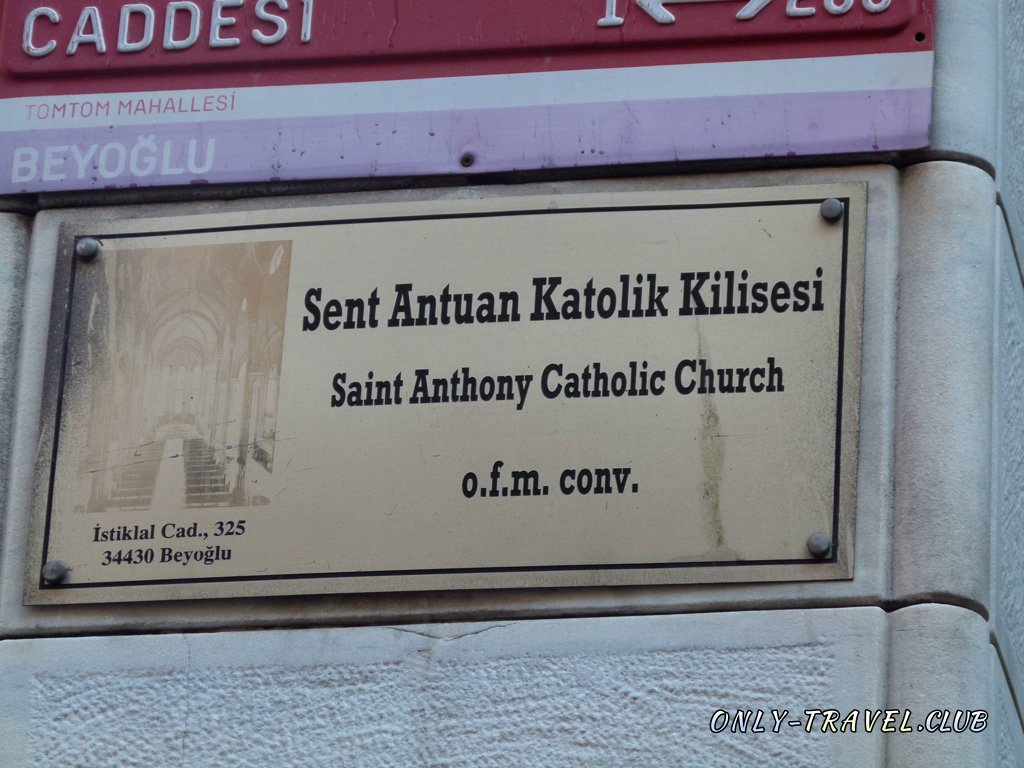 CADDESİ
TOMTOM MAHALLESİ
BEYOĞLU
Sent Antuan Katolik Kilisesi
Saint Anthony Catholic Church
o.f.m. conv.
İstiklal Cad., 325
34430 Beyoğlu
ONLY-TRAVEL.CLUB